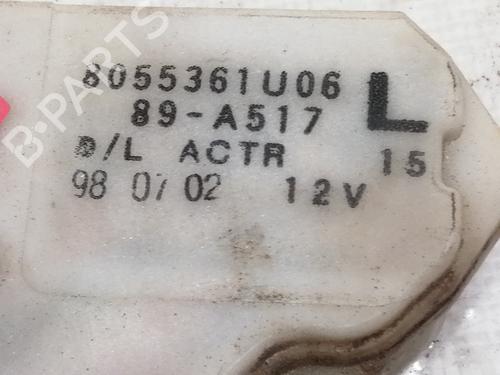 8055361U06
89-A517
L
D/L ACTR 15
98 07 02 12V
B-PARTS